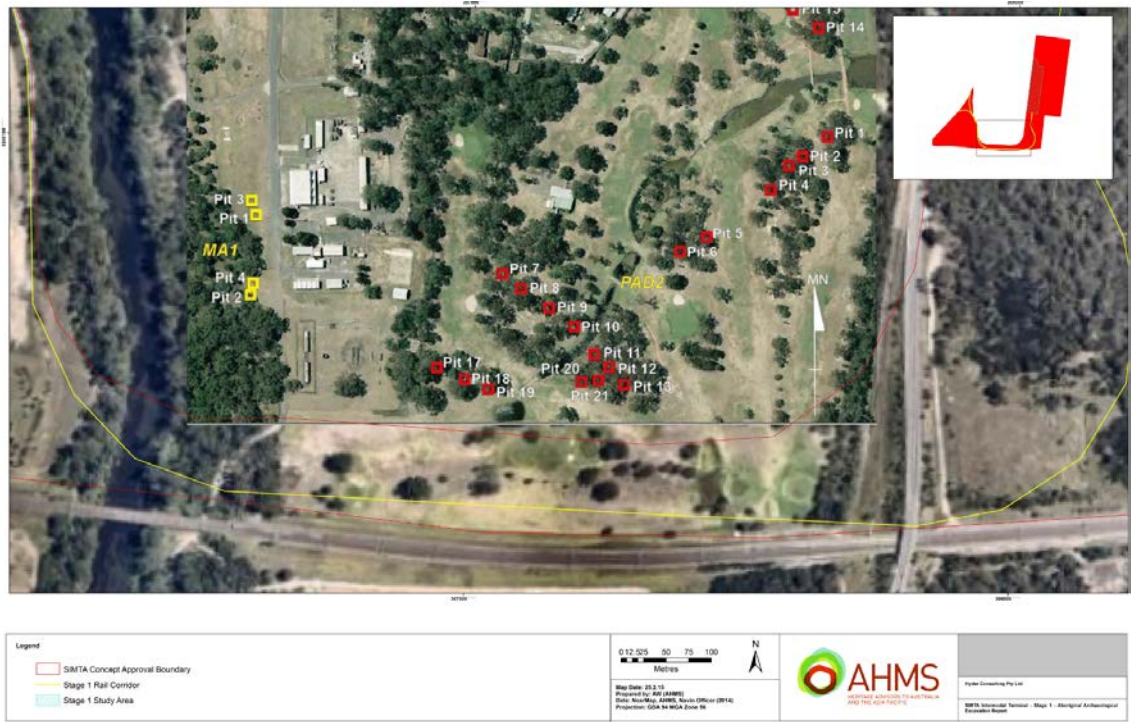 Pit 14
Pit 1
Pit 2
Pit 3
Pit 4
Pit 3
Pit 1
MA1
Pit 5
Pit 6
Pit 4
Pit 2
Pit 7
Pit 8
PAD2
MN
Pit 9
Pit 10
Pit 11
Pit 12
Pit 17
Pit 18
Pit 19
Pit 20
Pit 21
Pit 13
Legend
SIMTA Concept Approval Boundary
Stage 1 Rail Corridor
Stage 1 Study Area
0 12.525 50 75 100
Metres
N
Map Date: 25.2.15
Prepared by: AW (AHMS)
Data: NearMap, AHMS, Navin Officer (2014)
Projection: GDA 94 MGA Zone 56
AHMS
HERITAGE ADVISORS TO AUSTRALIA
AND THE ASIA PACIFIC
Hyder Consulting Pty Ltd
SIMTA Intermodal Terminal - Stage 1 - Aboriginal Archaeological
Excavation Report